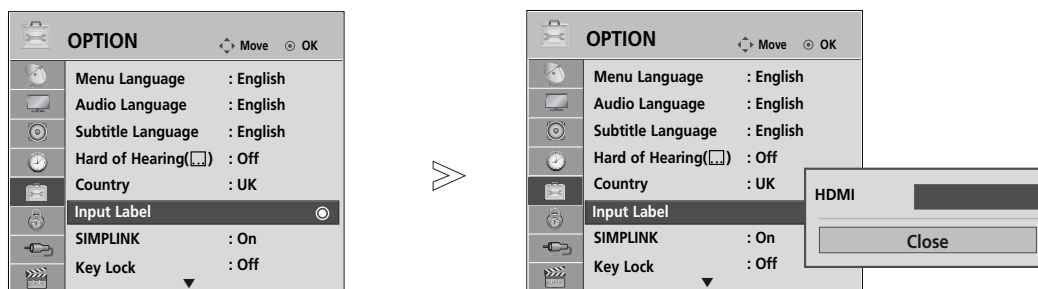 OPTION Move OK
Menu Language : English
Audio Language : English
Subtitle Language : English
Hard of Hearing( ) : Off
Country : UK
Input Label
SIMPLINK : On
Key Lock : Off
OPTION Move OK
Menu Language : English
Audio Language : English
Subtitle Language : English
Hard of Hearing( ) : Off
Country : UK
Input Label
SIMPLINK : On
Key Lock : Off
HDMI
Close